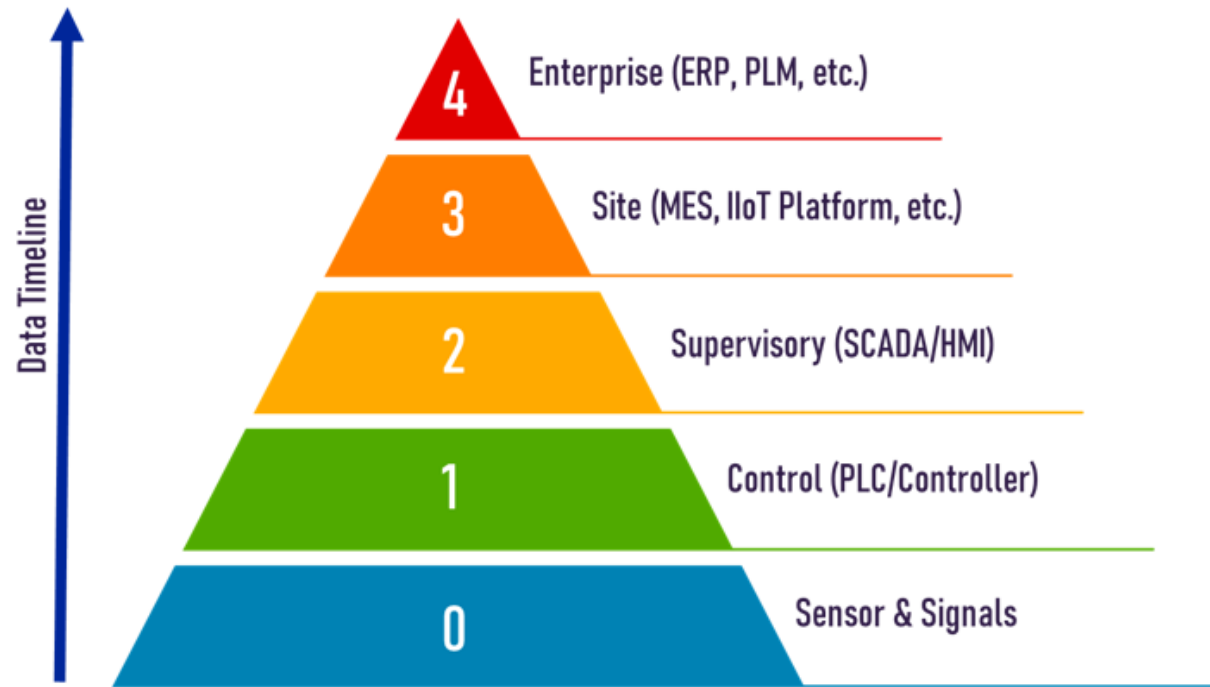 4
Enterprise (ERP, PLM, etc.)
3
Site (MES, IIoT Platform, etc.)
Data Timeline
2
Supervisory (SCADA/HMI)
1
Control (PLC/Controller)
0
Sensor & Signals